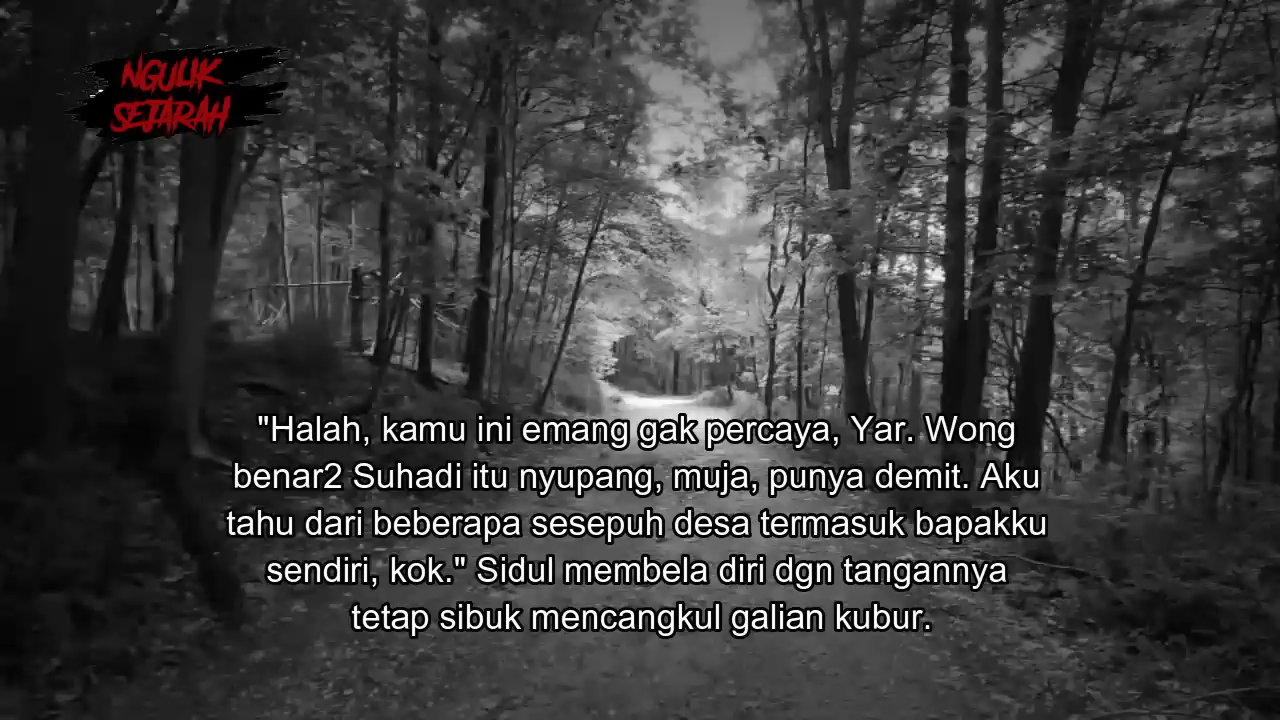 NGULIK
SEJARAH
"Halah, kamu ini emang gak percaya, Yar. Wong
benar2 Suhadi itu nyupang, muja, punya demit. Aku
tahu dari beberapa sesepuh desa termasuk bapakku
sendiri, kok." Sidul membela diri dgn tangannya
tetap sibuk mencangkul galian kubur.